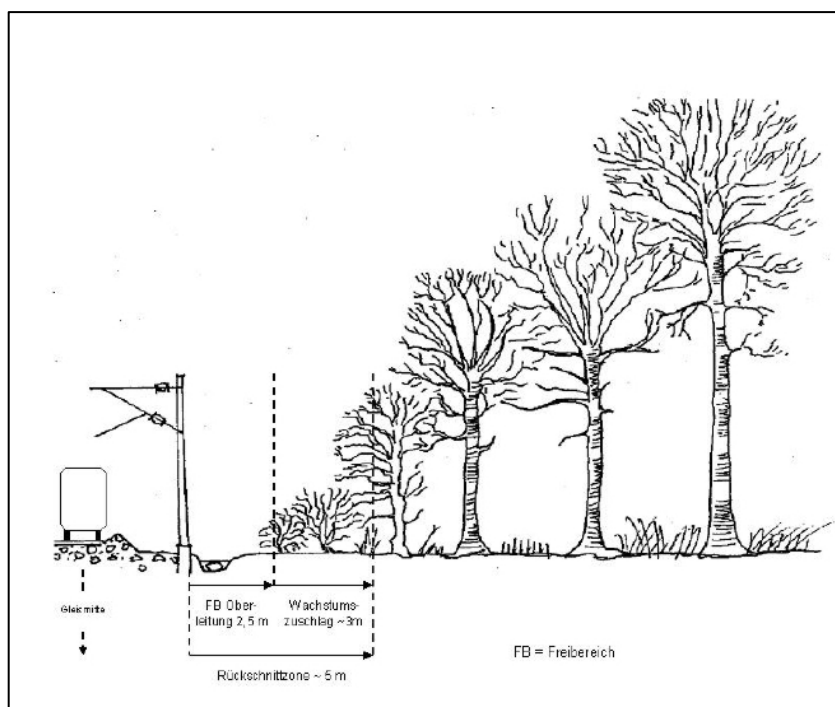 Gleismitte
FB Ober-
leitung 2,5 m
Wachstums-
zuschlag ~3m
Rückschnittzone ~ 5 m
FB = Freibereich